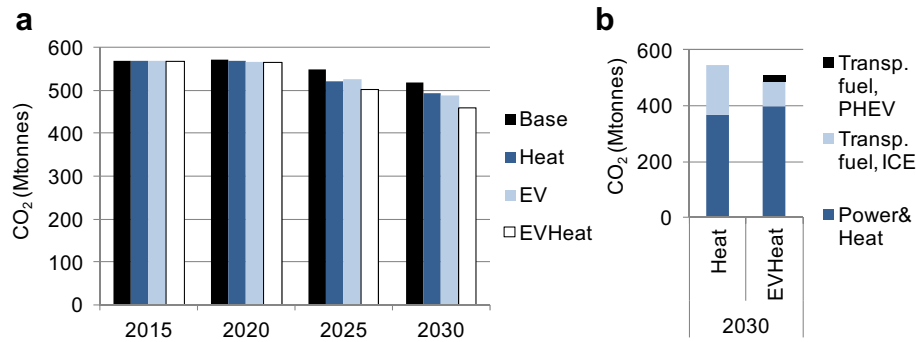 a
CO₂ (Mtonnes)
600
500
400
300
200
100
0
2015
2020
2025
2030
Base
Heat
EV
EVHeat
b
CO₂ (Mtonnes)
600
400
200
0
Heat
EVHeat
2030
Transp.
fuel,
PHEV
Transp.
fuel, ICE
Power&
Heat